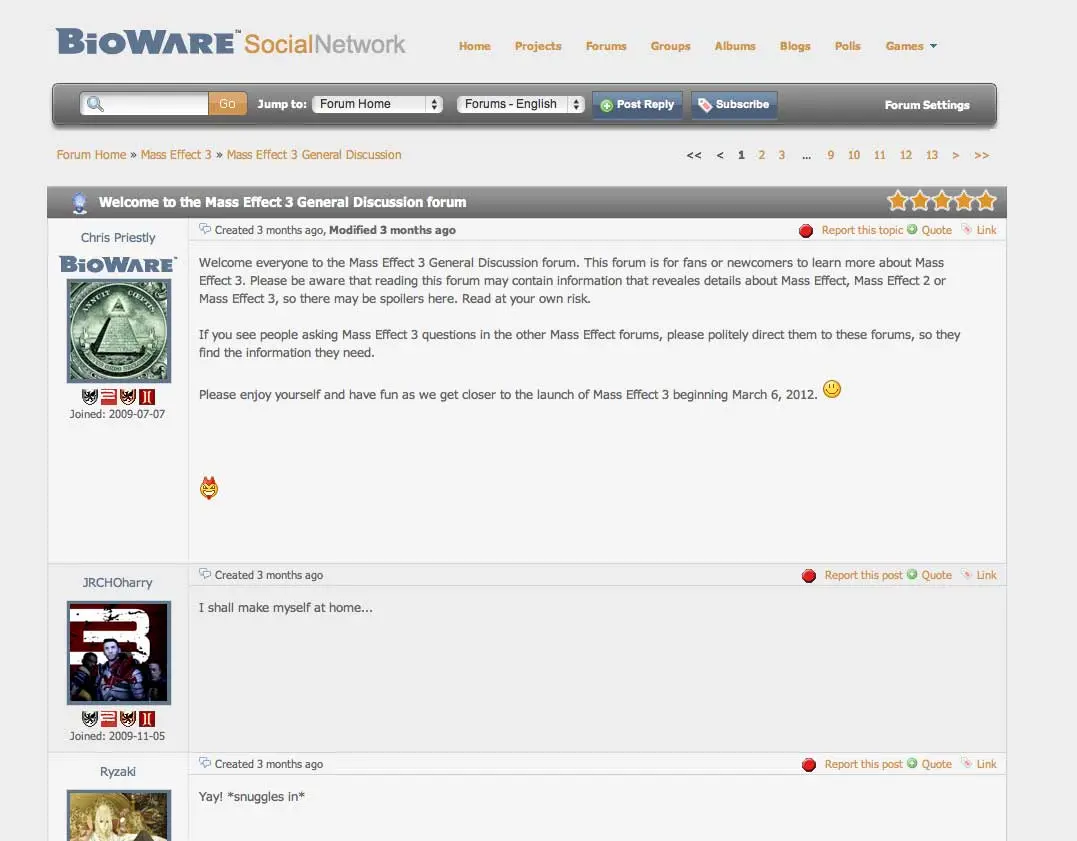 BIOWARE™ SocialNetwork
Home Projects Forums Groups Albums Blogs Polls Games
Go Jump to: Forum Home Forums - English Post Reply Subscribe Forum Settings
Forum Home » Mass Effect 3 » Mass Effect 3 General Discussion
<< < 1 2 3 ... 9 10 11 12 13 > >>
Welcome to the Mass Effect 3 General Discussion forum
Chris Priestly
BIOWARE™
ANNUIT CŒPTIS
Joined: 2009-07-07
Created 3 months ago, Modified 3 months ago
Report this topic Quote Link
Welcome everyone to the Mass Effect 3 General Discussion forum. This forum is for fans or newcomers to learn more about Mass
Effect 3. Please be aware that reading this forum may contain information that reveales details about Mass Effect, Mass Effect 2 or
Mass Effect 3, so there may be spoilers here. Read at your own risk.
If you see people asking Mass Effect 3 questions in the other Mass Effect forums, please politely direct them to these forums, so they
find the information they need.
Please enjoy yourself and have fun as we get closer to the launch of Mass Effect 3 beginning March 6, 2012.
JRCHOharry
3
Joined: 2009-11-05
Created 3 months ago
Report this post Quote Link
I shall make myself at home...
Ryzaki
Created 3 months ago
Report this post Quote Link
Yay! *snuggles in*